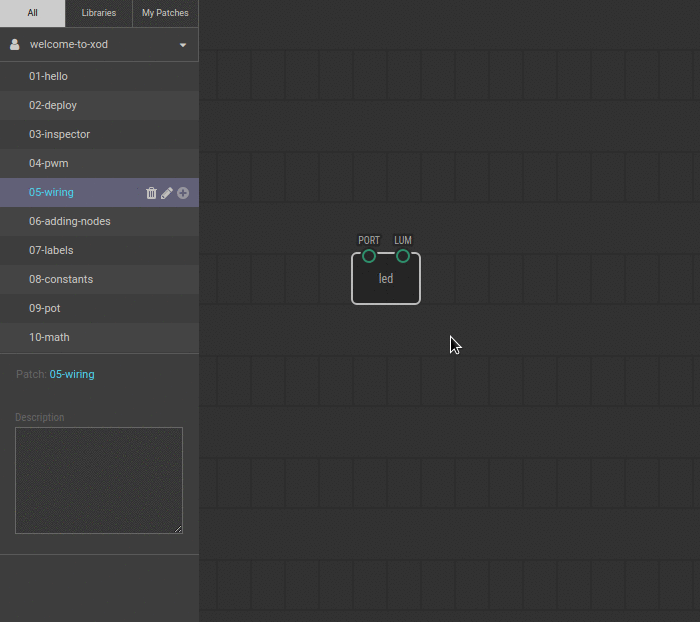 All Libraries My Patches
welcome-to-xod
01-hello
02-deploy
03-inspector
04-pwm
05-wiring
06-adding-nodes
07-labels
08-constants
09-pot
10-math
Patch: 05-wiring
Description
PORT LUM
led